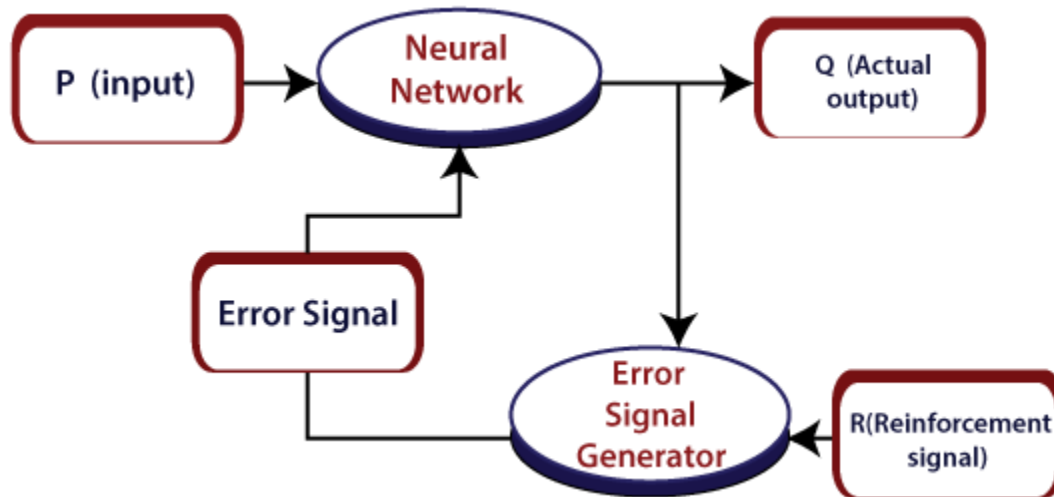 P (input)
Neural
Network
Q (Actual
output)
Error Signal
Error
Signal
Generator
R(Reinforcement
signal)